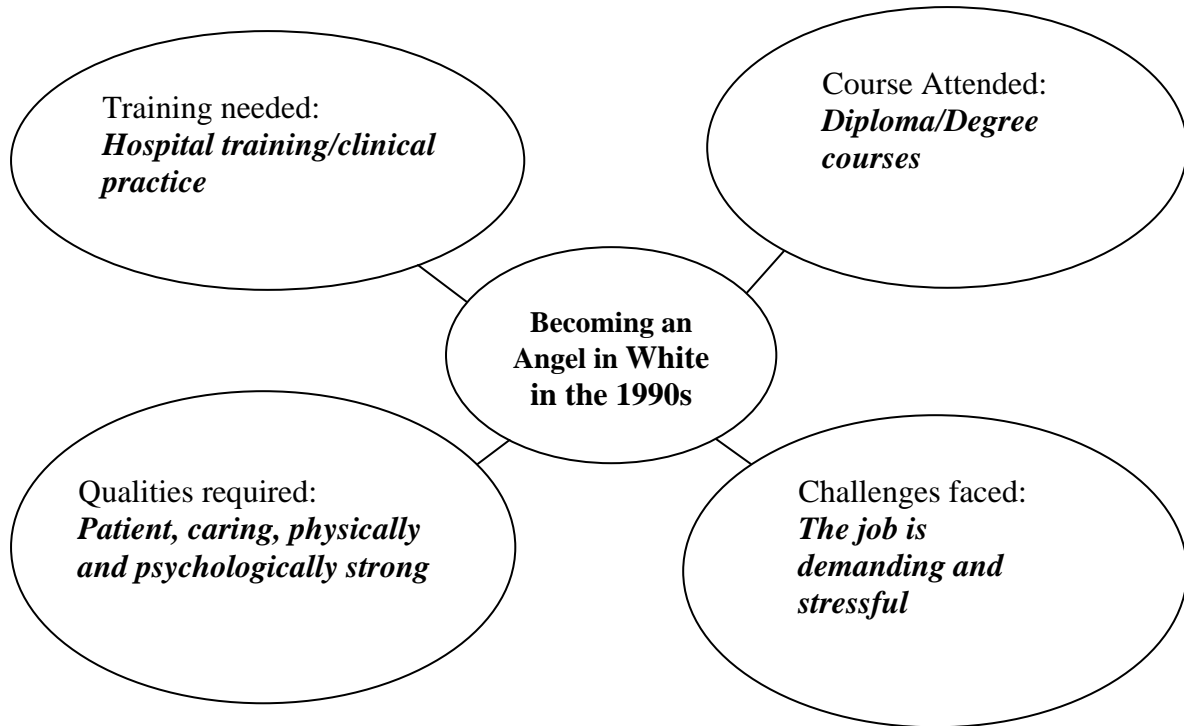 Training needed:
Hospital training/clinical
practice
Course Attended:
Diploma/Degree
courses
Becoming an
Angel in White
in the 1990s
Qualities required:
Patient, caring, physically
and psychologically strong
Challenges faced:
The job is
demanding and
stressful